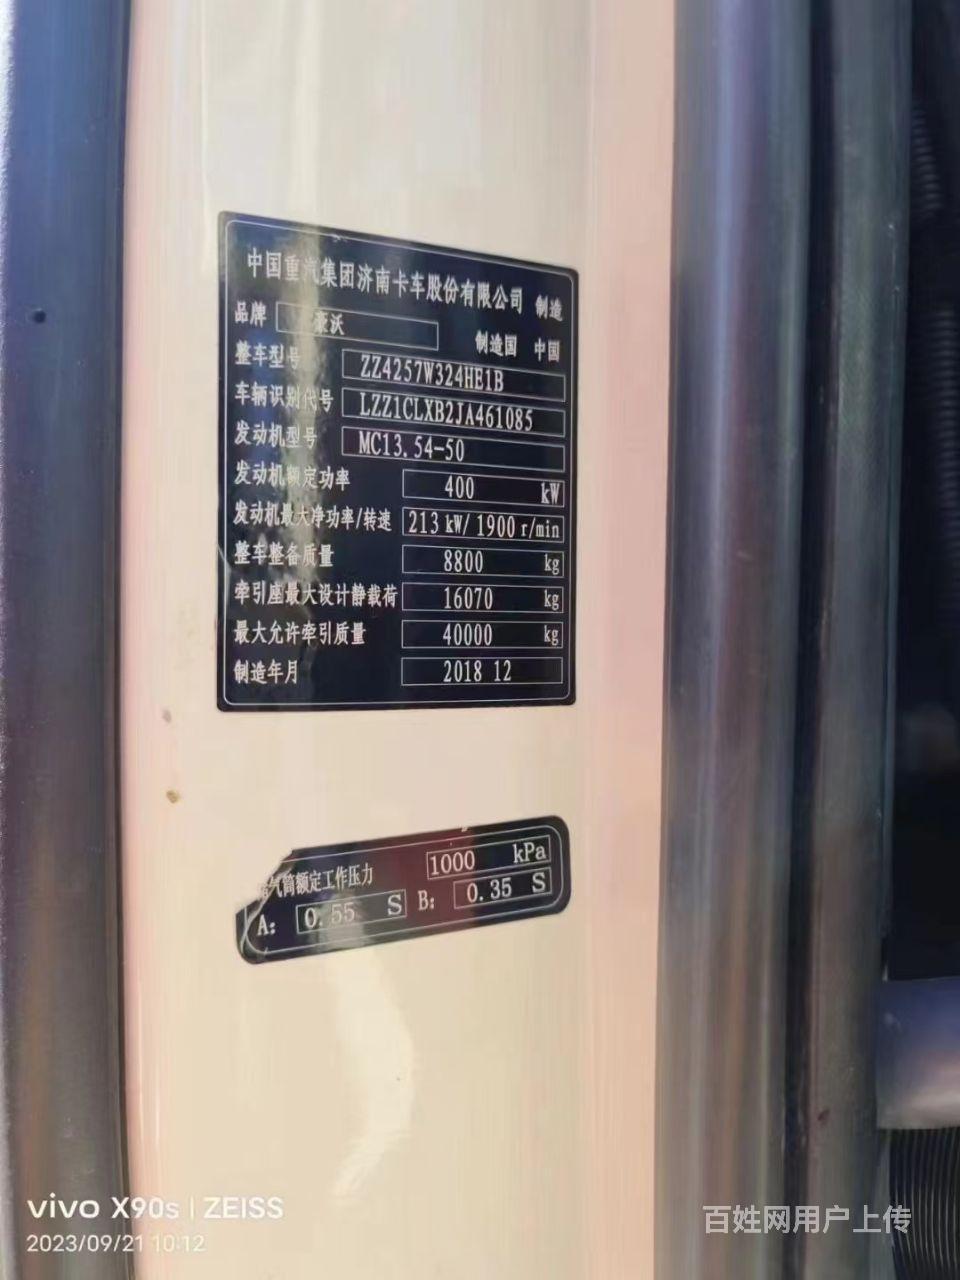 中国重汽集团济南卡车股份有限公司 制造
品牌 豪沃 制造国 中国
整车型号 ZZ4257W324HE1B
车辆识别代号 LZZ1CLXB2JA461085
发动机型号 MC13.54-50
发动机额定功率 400 kW
发动机最大净功率/转速 213 kW/ 1900 r/min
整车整备质量 8800 kg
牵引座最大设计静载荷 16070 kg
最大允许牵引质量 40000 kg
制造年月 2018 12
气筒额定工作压力 1000 kPa
A: 0.55 S B: 0.35 S
vivo X90s | ZEISS
2023/09/21 10:12
百姓网用户上传